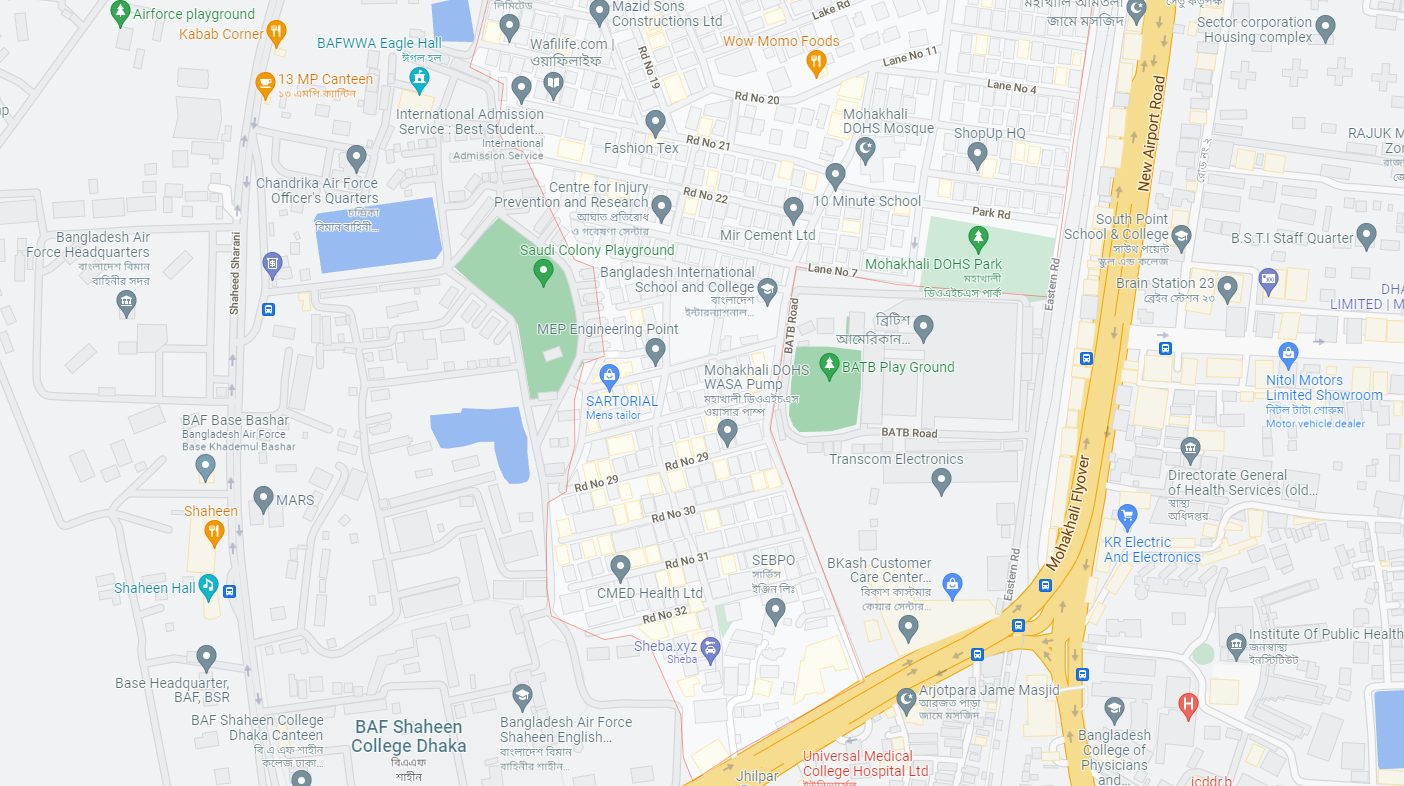 Airforce playground
Kabab Corner
BAFWWA Eagle Hall
ঈগল হল
13 MP Canteen
১৩ এমপি ক্যান্টিন
লিমিটেড
Mazid Sons
Constructions Ltd
Wafilife.com |
ওয়াফিলাইফ
Rd No 19
Wow Momo Foods
Lake Rd
Lane No 11
Rd No 20
Lane No 4
জামে মসজিদ
Sector corporation
Housing complex
New Airport Road
International Admission
Service : Best Student...
International
Admission Service
Fashion Tex
Rd No 21
Mohakhali
DOHS Mosque
ShopUp HQ
রোড নং ২
RAJUK M
Zon
Chandrika Air Force
Officer's Quarters
চন্দ্রিকা
বিমান বাহিনী...
Centre for Injury
Prevention and Research
আঘাত প্রতিরোধ
ও গবেষণা সেন্টার
Rd No 22
10 Minute School
Mir Cement Ltd
Park Rd
South Point
School & College
সাউথ পয়েন্ট
স্কুল এন্ড কলেজ
B.S.T.I Staff Quarter
Bangladesh Air
Force Headquarters
বাংলাদেশ বিমান
বাহিনীর সদর
Shaheed Sharani
Saudi Colony Playground
Bangladesh International
School and College
বাংলাদেশ
ইন্টারন্যাশনাল...
Lane No 7
Mohakhali DOHS Park
মহাখালী
ডিওএইচএস পার্ক
Eastern Rd
Brain Station 23
ব্রেইন স্টেশন ২৩
DHA
LIMITED | M
MEP Engineering Point
BATB Road
ব্রিটিশ
আমেরিকান...
BATB Play Ground
SARTORIAL
Mens tailor
Mohakhali DOHS
WASA Pump
মহাখালী ডিওএইচএস
ওয়াসার পাম্প
Nitol Motors
Limited Showroom
নিটল টাটা শোরুম
Motor vehicle dealer
BAF Base Bashar
Bangladesh Air Force
Base Khademul Bashar
BATB Road
Rd No 29
Rd No 29
Transcom Electronics
Directorate General
of Health Services (old...
স্বাস্থ্য
অধিদপ্তর
MARS
Shaheen
Rd No 30
Mohakhali Flyover
KR Electric
And Electronics
Rd No 31
SEBPO
সার্ভিস
ইঞ্জিন লিঃ
BKash Customer
Care Center...
বিকাশ কাস্টমার
কেয়ার সেন্টার...
Eastern Rd
Shaheen Hall
CMED Health Ltd
Rd No 32
Sheba.xyz
Sheba
Institute Of Public Health
জনস্বাস্থ্য
ইনস্টিটিউট
Base Headquarter,
BAF, BSR
Arjotpara Jame Masjid
আরজত পাড়া
জামে মসজিদ
BAF Shaheen College
Dhaka Canteen
বি এ এফ শাহীন
কলেজ ঢাকা...
BAF Shaheen
College Dhaka
বিএএফ
শাহীন
Bangladesh Air Force
Shaheen English...
বাংলাদেশ বিমান
বাহিনীর শাহীন...
Bangladesh
College of
Physicians
and...
Universal Medical
College Hospital Ltd
Jhilpar
icddr,b